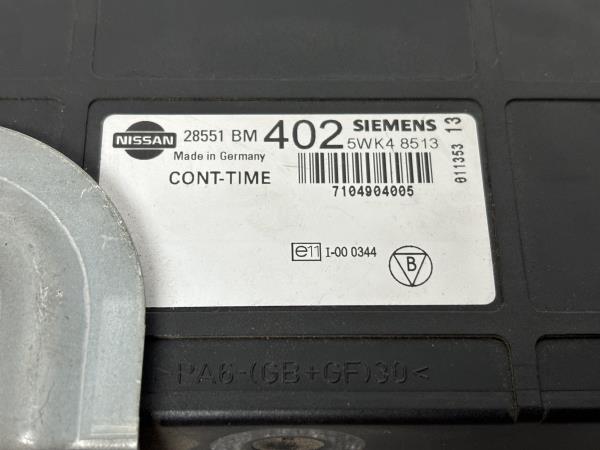 NISSAN 28551 BM 402 SIEMENS
5WK4 8513
Made in Germany
CONT-TIME
7104904005
011353 13
e11 I-00 0344
B
>PA6-(GB+GF)30<